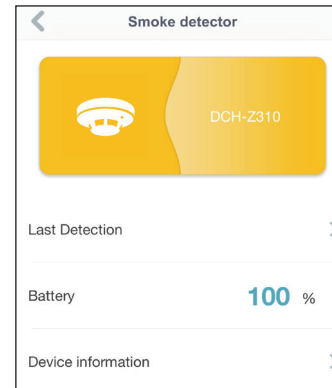 Smoke detector
DCH-Z310
Last Detection
Battery 100 %
Device information